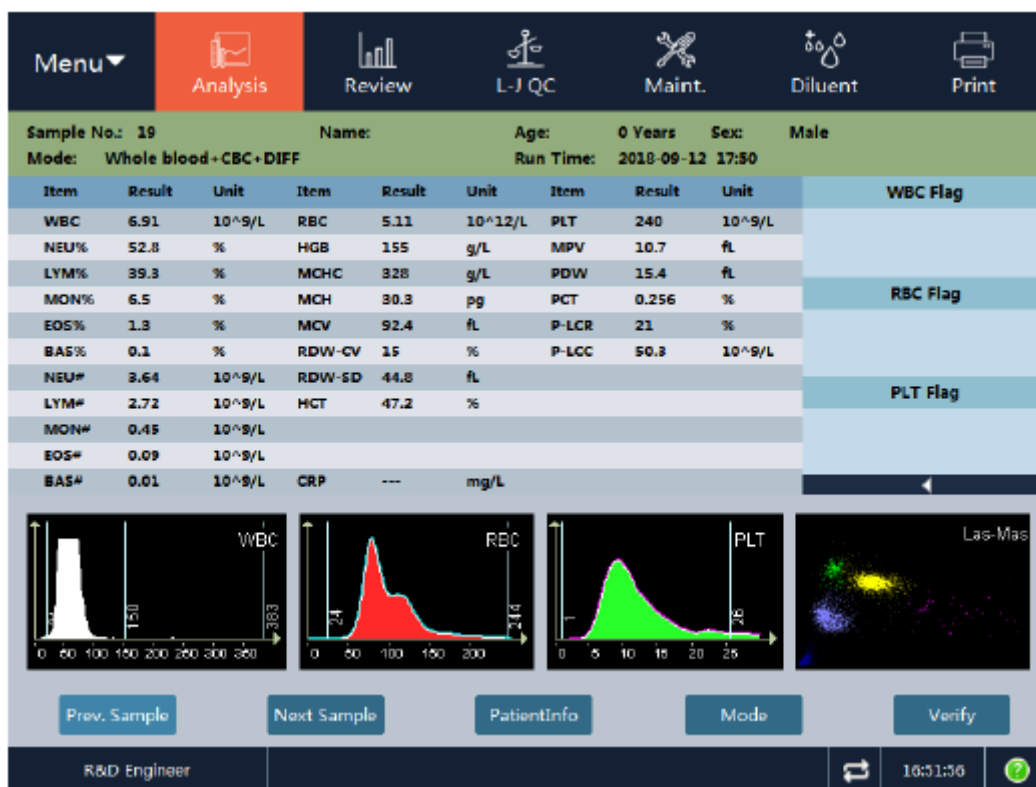 Menu▼ Analysis Review L-J QC Maint. Diluent Print
Sample No.: 19 Name: Age: 0 Years Sex: Male
Mode: Whole blood+CBC+DIFF Run Time: 2018-09-12 17:50
Item Result Unit Item Result Unit Item Result Unit WBC Flag
WBC 6.91 10^9/L RBC 5.11 10^12/L PLT 240 10^9/L
NEU% 52.8 % HGB 155 g/L MPV 10.7 fL
LYM% 39.3 % MCHC 328 g/L PDW 15.4 fL
MON% 6.5 % MCH 30.3 pg PCT 0.256 % RBC Flag
EOS% 1.3 % MCV 92.4 fL P-LCR 21 %
BAS% 0.1 % RDW-CV 15 % P-LCC 50.3 10^9/L
NEU# 3.64 10^9/L RDW-SD 44.8 fL
LYM# 2.72 10^9/L HCT 47.2 % PLT Flag
MON# 0.45 10^9/L
EOS# 0.09 10^9/L
BAS# 0.01 10^9/L CRP --- mg/L
WBC RBC PLT Las-Mas
150 383 24 244 1 26
0 50 100 150 200 250 300 350 0 50 100 150 200 0 5 10 15 20 25
Prev. Sample Next Sample PatientInfo Mode Verify
R&D Engineer 16:51:56 ?